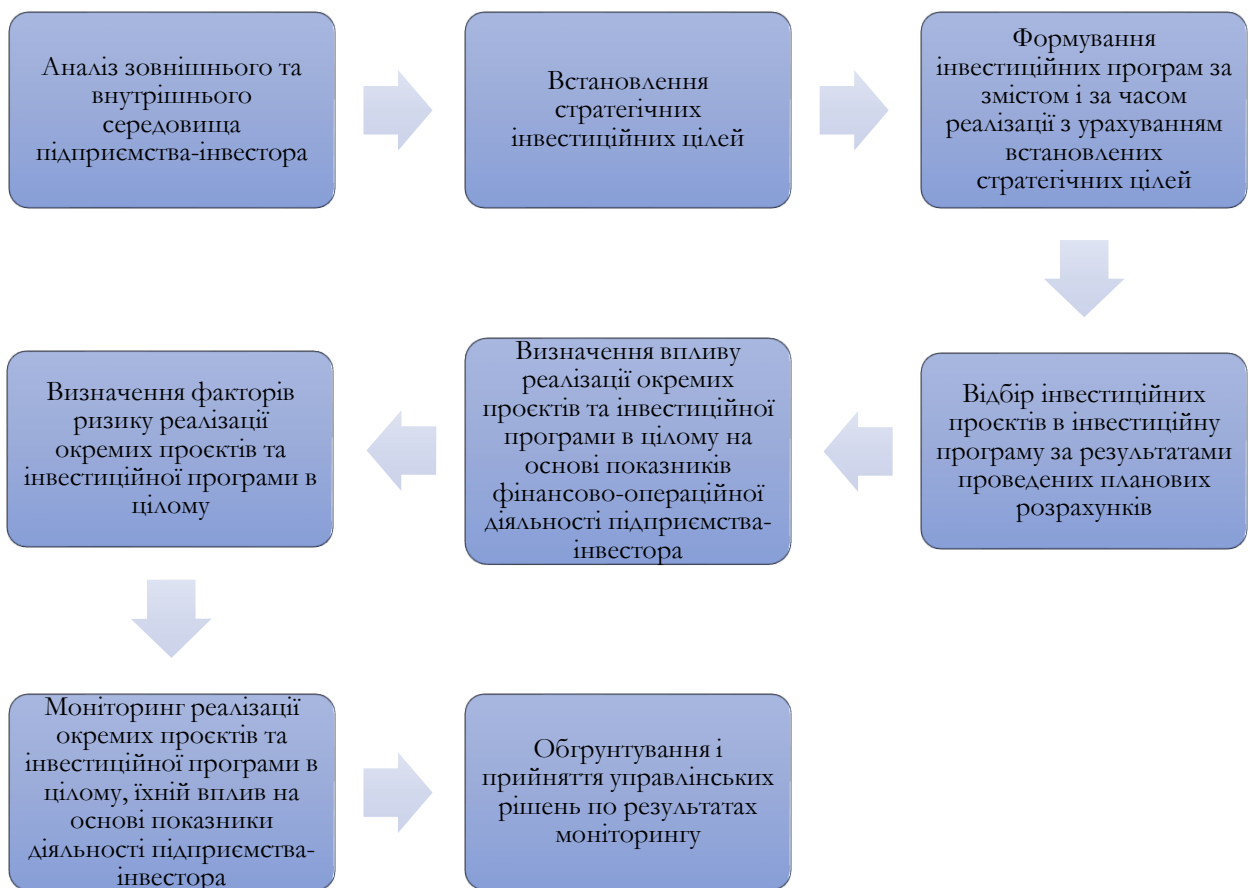 Аналіз зовнішнього та
внутрішнього
середовища
підприємства-інвестора
Встановлення
стратегічних
інвестиційних цілей
Формування
інвестиційних програм за
змістом і за часом
реалізації з урахуванням
встановлених
стратегічних цілей
Відбір інвестиційних
проєктів в інвестиційну
програму за результатами
проведених планових
розрахунків
Визначення впливу
реалізації окремих
проєктів та інвестиційної
програми в цілому на
основі показників
фінансово-операційної
діяльності підприємства-
інвестора
Визначення факторів
ризику реалізації
окремих проєктів та
інвестиційної програми в
цілому
Моніторинг реалізації
окремих проєктів та
інвестиційної програми в
цілому, їхній вплив на
основі показники
діяльності підприємства-
інвестора
Обгрунтування і
прийняття управлінських
рішень по результатах
моніторингу